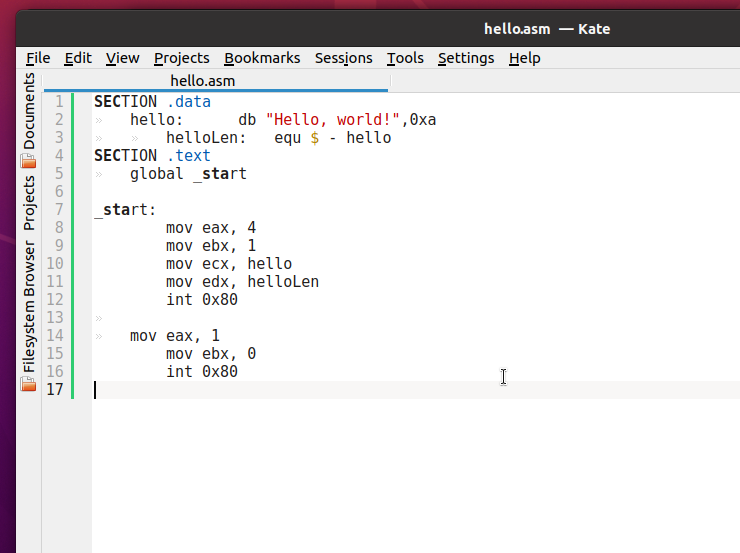 hello.asm — Kate
File Edit View Projects Bookmarks Sessions Tools Settings Help
hello.asm
Documents
Projects
Filesystem Browser
1 SECTION .data
2 » hello: db "Hello, world!",0xa
3 » » helloLen: equ $ - hello
4 SECTION .text
5 » global _start
6
7 _start:
8 mov eax, 4
9 mov ebx, 1
10 mov ecx, hello
11 mov edx, helloLen
12 int 0x80
13 »
14 » mov eax, 1
15 mov ebx, 0
16 int 0x80
17